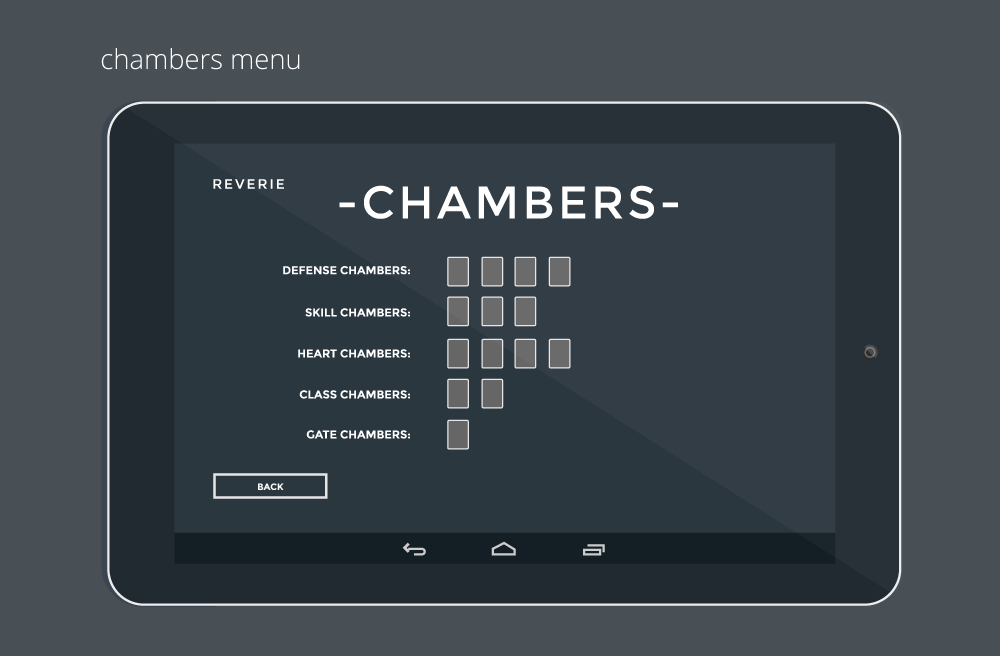 chambers menu
REVERIE
-CHAMBERS-
DEFENSE CHAMBERS:
SKILL CHAMBERS:
HEART CHAMBERS:
CLASS CHAMBERS:
GATE CHAMBERS:
BACK